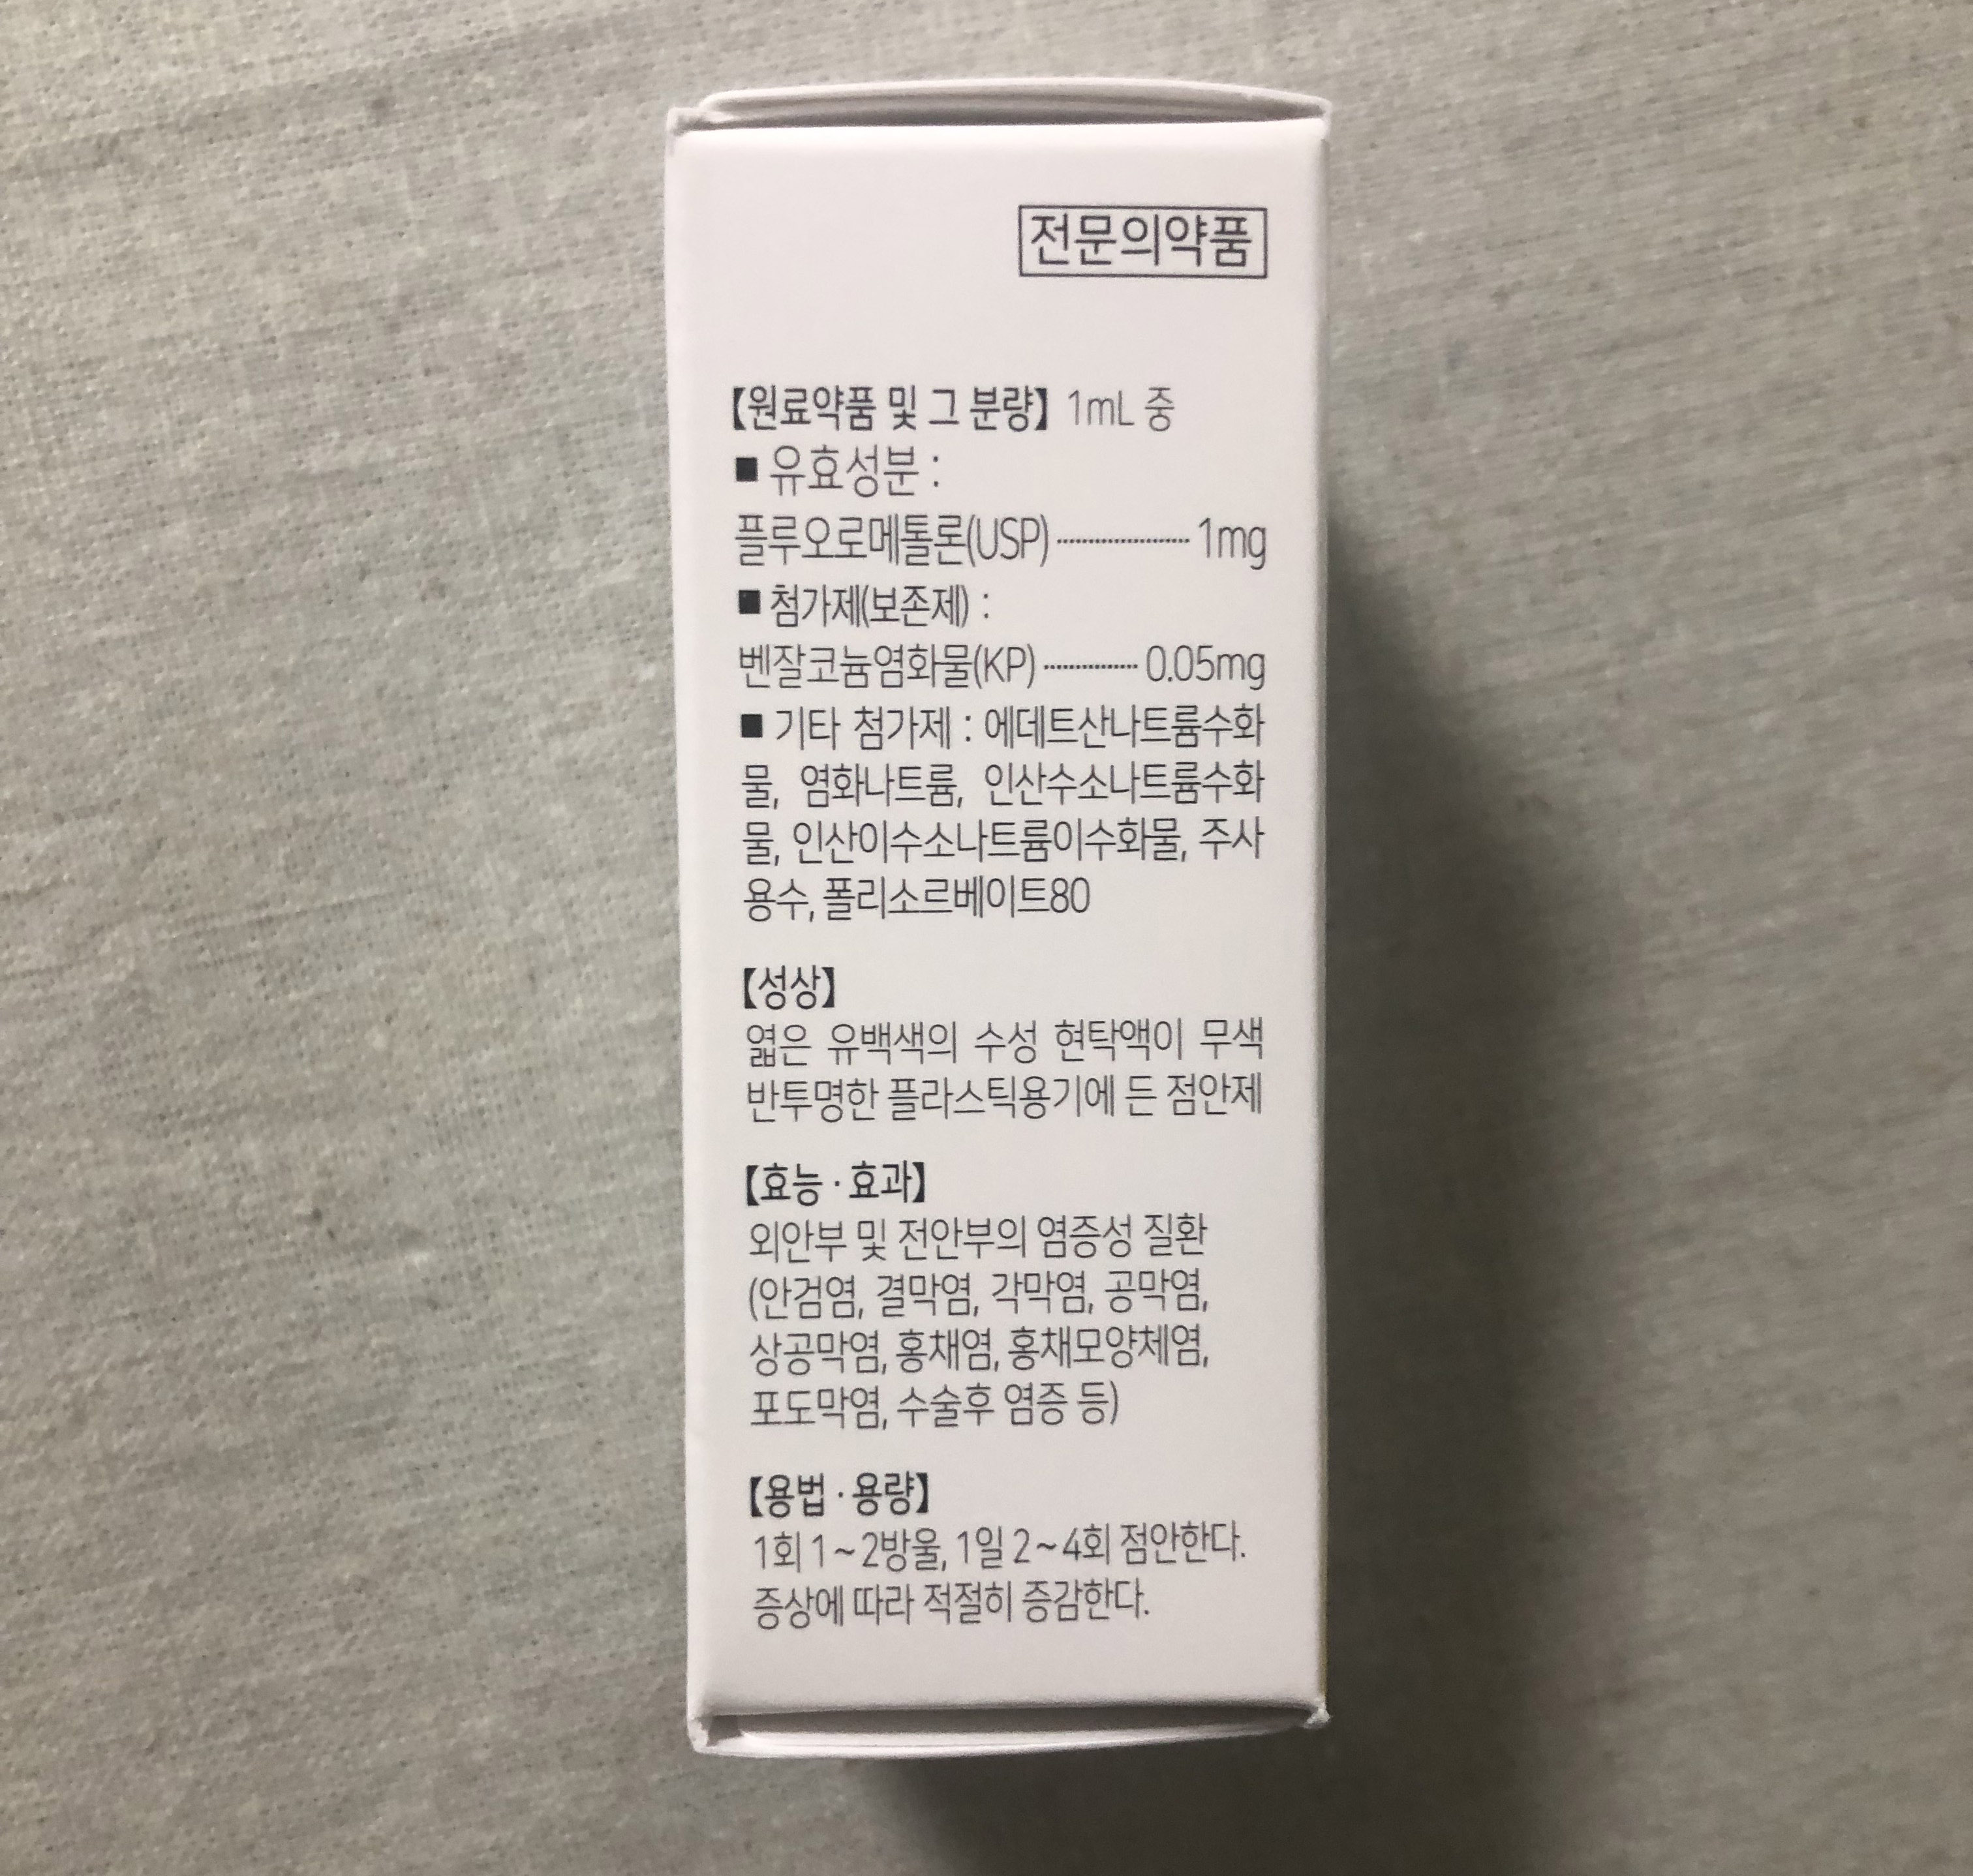 전문의약품
【원료약품 및 그 분량】 1mL 중
■ 유효성분 :
플루오로메톨론(USP) ···················· 1mg
■ 첨가제(보존제) :
벤잘코늄염화물(KP) ·············· 0.05mg
■ 기타 첨가제 : 에데트산나트륨수화
물, 염화나트륨, 인산수소나트륨수화
물, 인산이수소나트륨이수화물, 주사
용수, 폴리소르베이트80
【성상】
엷은 유백색의 수성 현탁액이 무색
반투명한 플라스틱용기에 든 점안제
【효능 · 효과】
외안부 및 전안부의 염증성 질환
(안검염, 결막염, 각막염, 공막염,
상공막염, 홍채염, 홍채모양체염,
포도막염, 수술후 염증 등)
【용법 · 용량】
1회 1~2방울, 1일 2~4회 점안한다.
증상에 따라 적절히 증감한다.